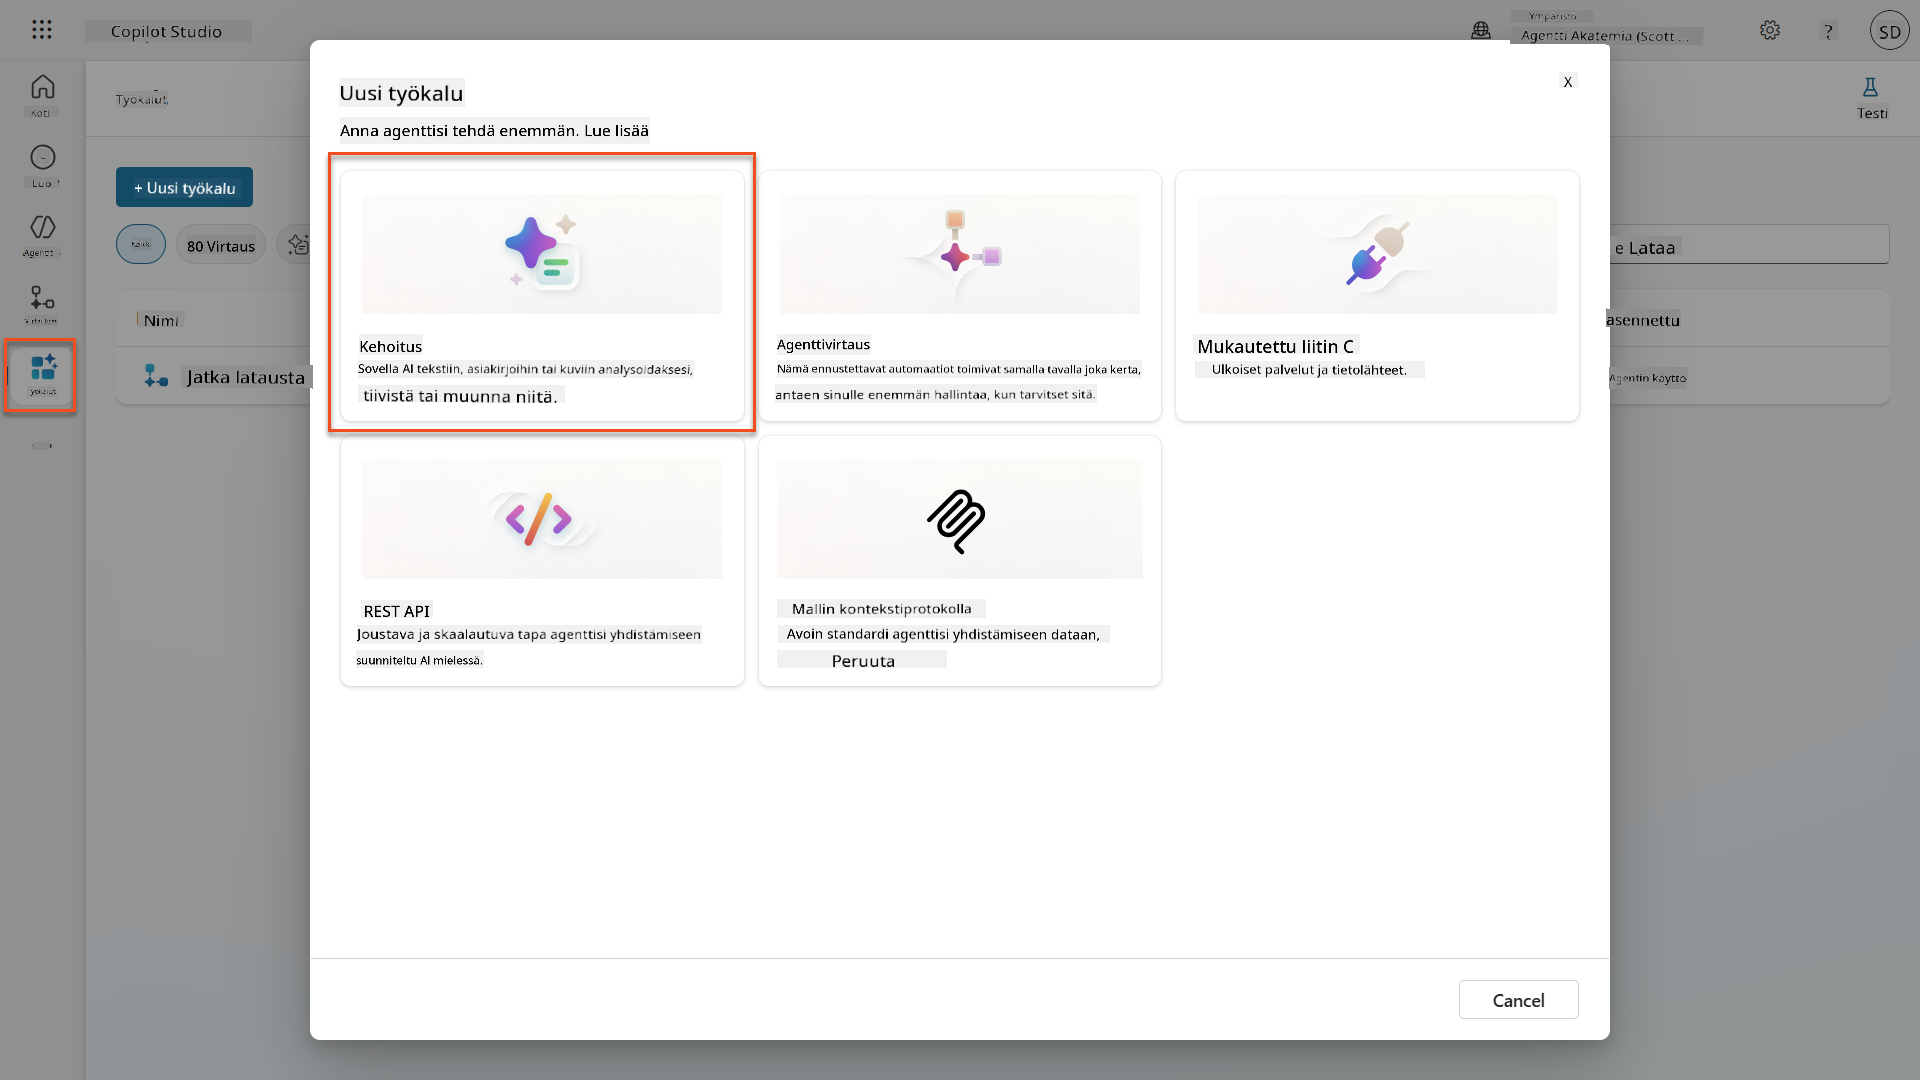 Copilot Studio
Ympäristö
Agentti Akatemia (Scott ...
?
SD
Koti
Luo
Agentit
Työkalut
Työkalut
Testi
+ Uusi työkalu
80 Virtaus
e Lataa
Nimi
asennettu
Jatka latausta
Agentin käyttö
Uusi työkalu
X
Anna agenttisi tehdä enemmän. Lue lisää
Kehoitus
Sovella AI tekstiin, asiakirjoihin tai kuviin analysoidaksesi,
tiivistä tai muunna niitä.
Agenttivirtaus
Nämä ennustettavat automaatiot toimivat samalla tavalla joka kerta,
antaen sinulle enemmän hallintaa, kun tarvitset sitä.
Mukautettu liitin C
Ulkoiset palvelut ja tietolähteet.
REST API
Joustava ja skaalautuva tapa agenttisi yhdistämiseen
suunniteltu AI mielessä.
Mallin kontekstiprotokolla
Avoin standardi agenttisi yhdistämiseen dataan,
Peruuta
Cancel